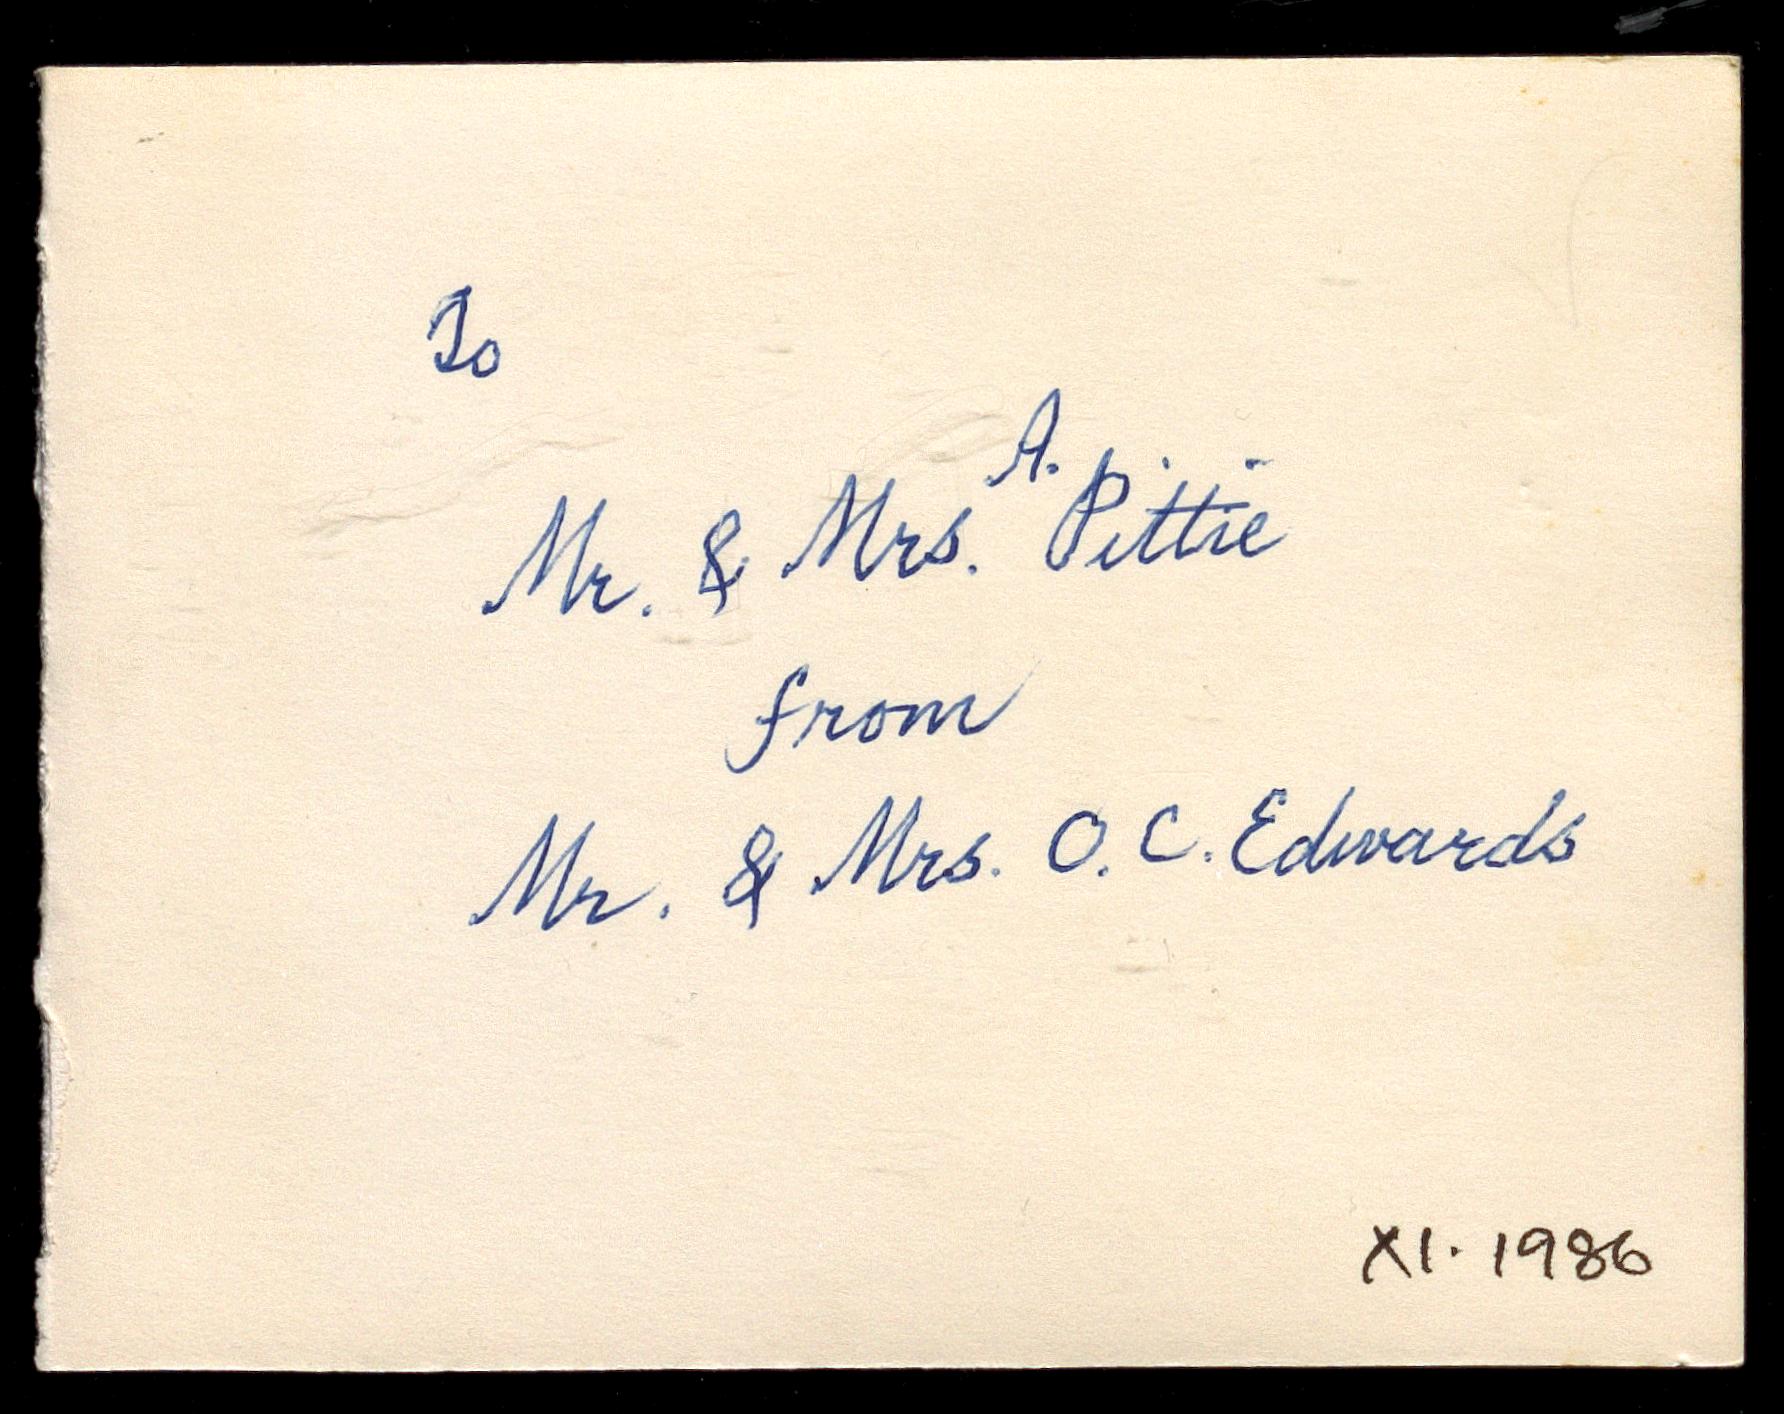 To
Mr. & Mrs. A. Pittie
from
Mr. & Mrs. O. C. Edwards
XI. 1986